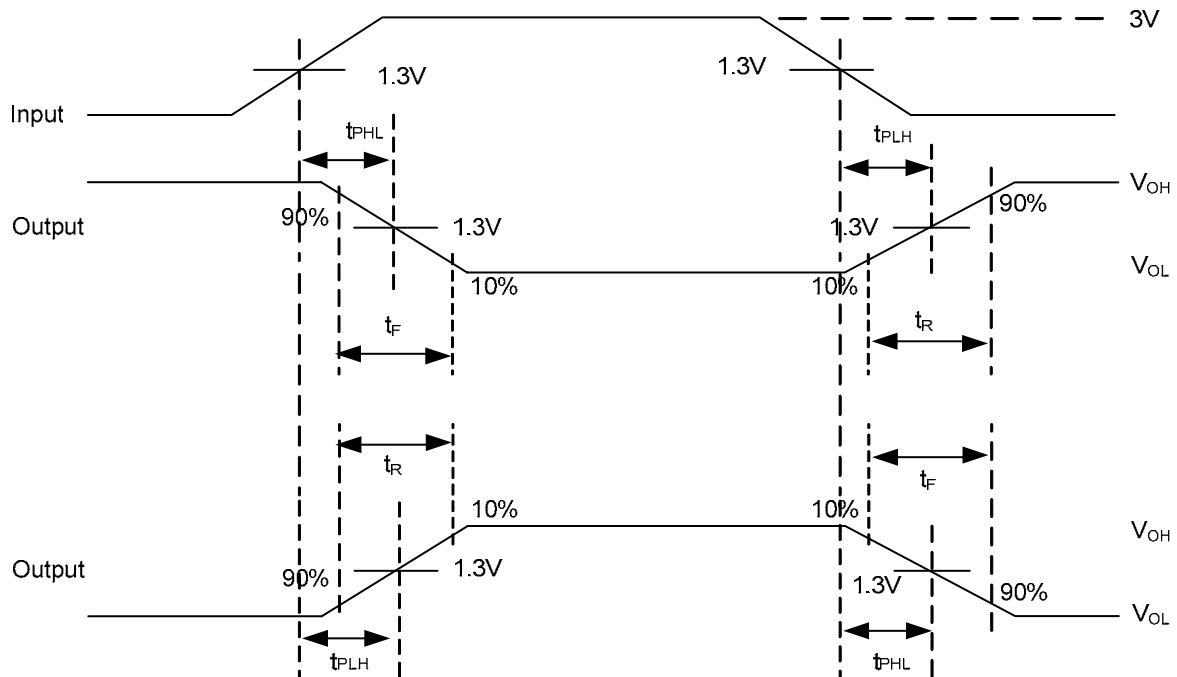 3V
1.3V
1.3V
Input
tPHL
tPLH
VOH
90%
90%
Output
1.3V
1.3V
VOL
10%
10%
tF
tR
tR
tF
10%
10%
VOH
Output
90%
1.3V
1.3V
90%
VOL
tPLH
tPHL